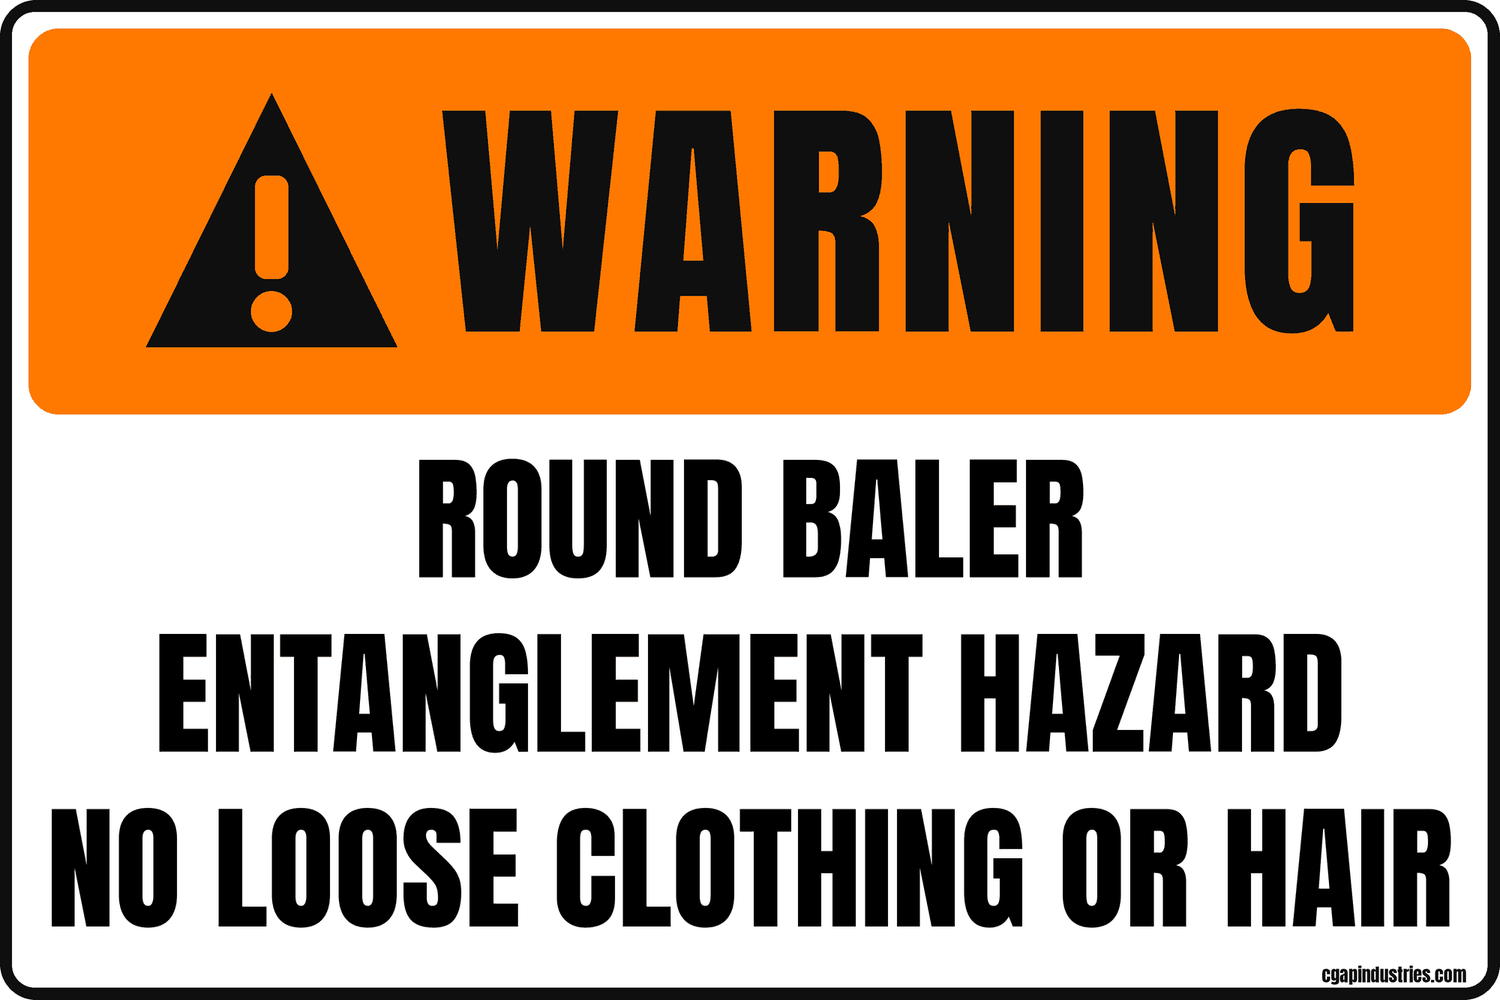 WARNING
ROUND BALER
ENTANGLEMENT HAZARD
NO LOOSE CLOTHING OR HAIR
cgapindustries.com